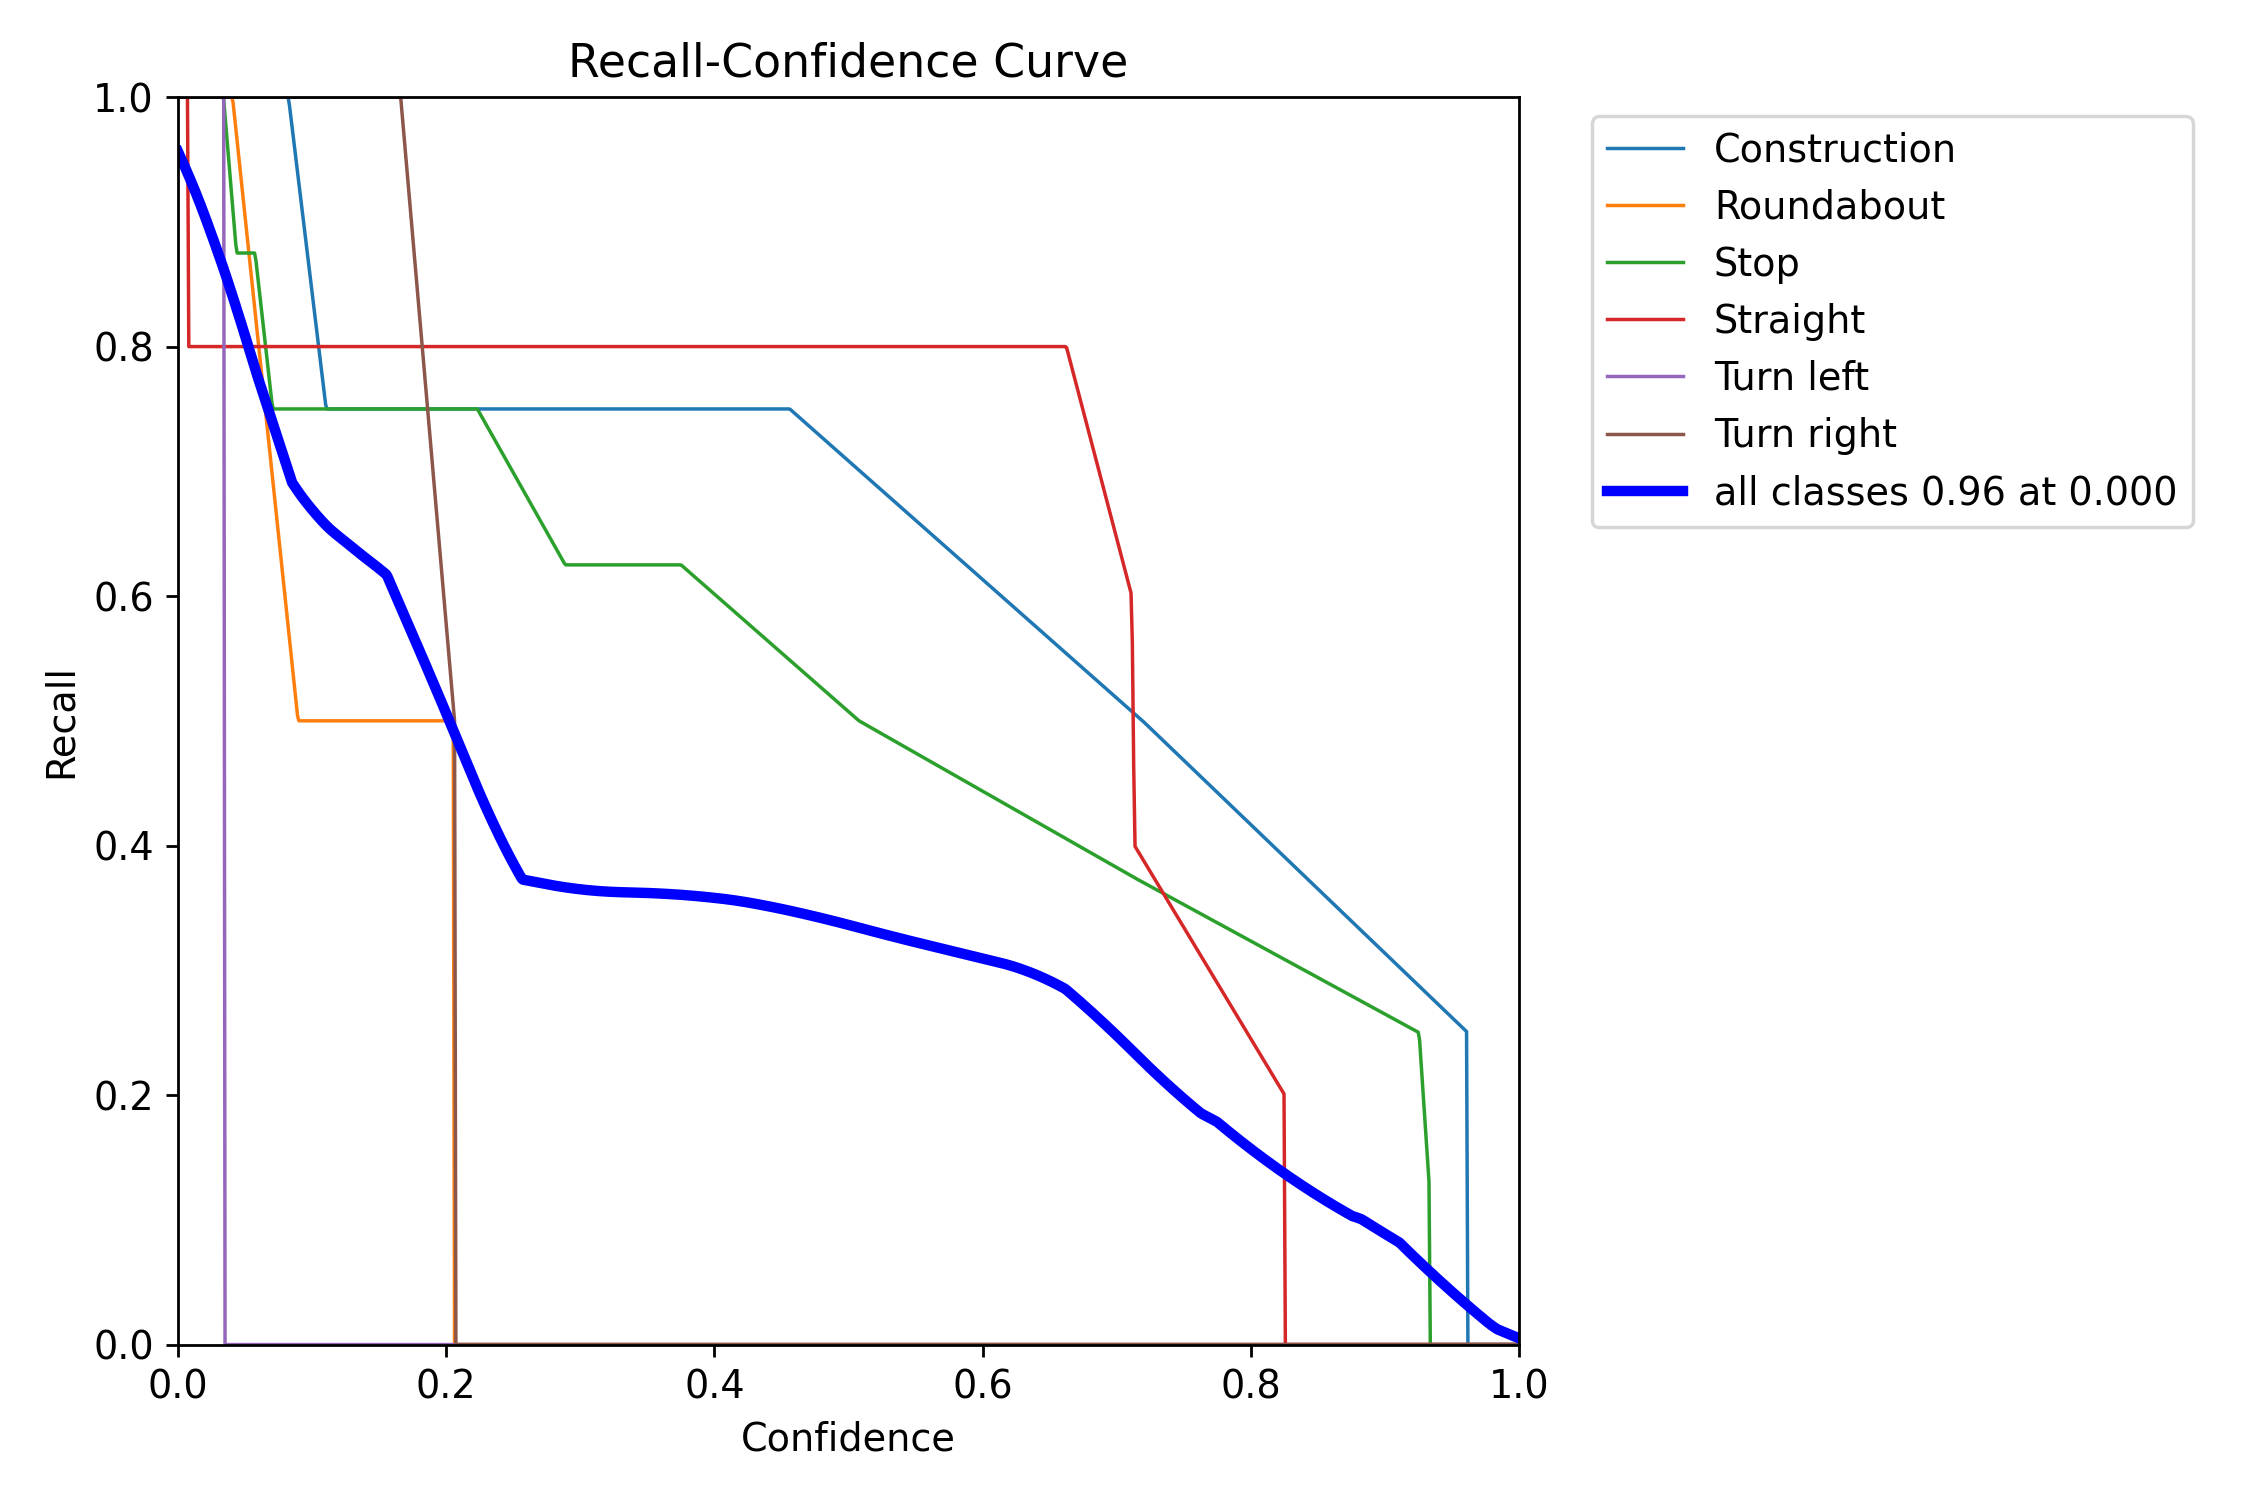 Recall-Confidence Curve
1.0
0.8
0.6
0.4
0.2
0.0
Recall
0.0 0.2 0.4 0.6 0.8 1.0
Confidence
Construction
Roundabout
Stop
Straight
Turn left
Turn right
all classes 0.96 at 0.000